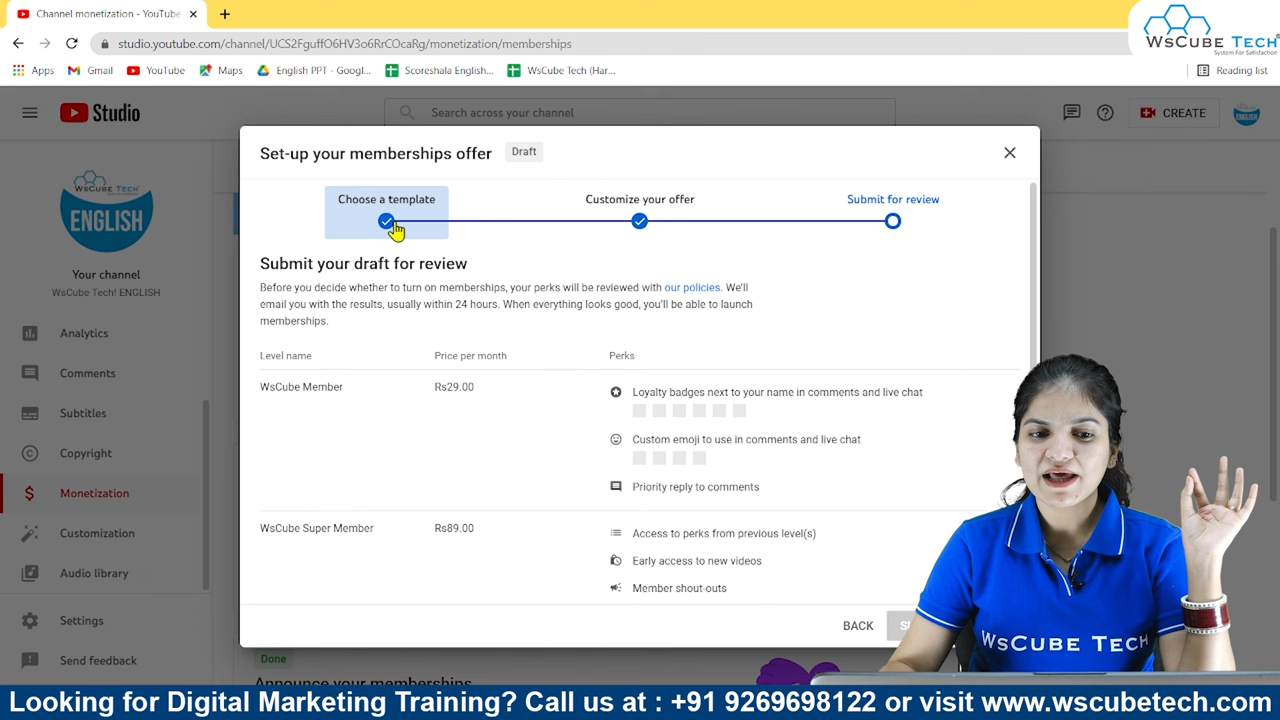 Channel monetization - YouTube
studio.youtube.com/channel/UCS2FguffO6HV3o6RrCOcaRg/monetization/memberships
Apps
Gmail
YouTube
Maps
English PPT - Googl...
Scoreshala English...
WsCube Tech (Har...
Reading list
WSCUBE TECH
System For Satisfaction
Studio
Search across your channel
CREATE
WSCUBE TECH
ENGLISH
Your channel
WsCube Tech! ENGLISH
Analytics
Comments
Subtitles
Copyright
Monetization
Customization
Audio library
Settings
Send feedback
Set-up your memberships offer
Draft
Choose a template
Customize your offer
Submit for review
Submit your draft for review
Before you decide whether to turn on memberships, your perks will be reviewed with our policies. We'll
email you with the results, usually within 24 hours. When everything looks good, you'll be able to launch
memberships.
Level name Price per month Perks
WsCube Member Rs29.00
Loyalty badges next to your name in comments and live chat
Custom emoji to use in comments and live chat
Priority reply to comments
WsCube Super Member Rs89.00
Access to perks from previous level(s)
Early access to new videos
Member shout-outs
BACK
Done
Announce your memberships
WSCUBE TECH
Looking for Digital Marketing Training? Call us at : +91 9269698122 or visit www.wscubetech.com